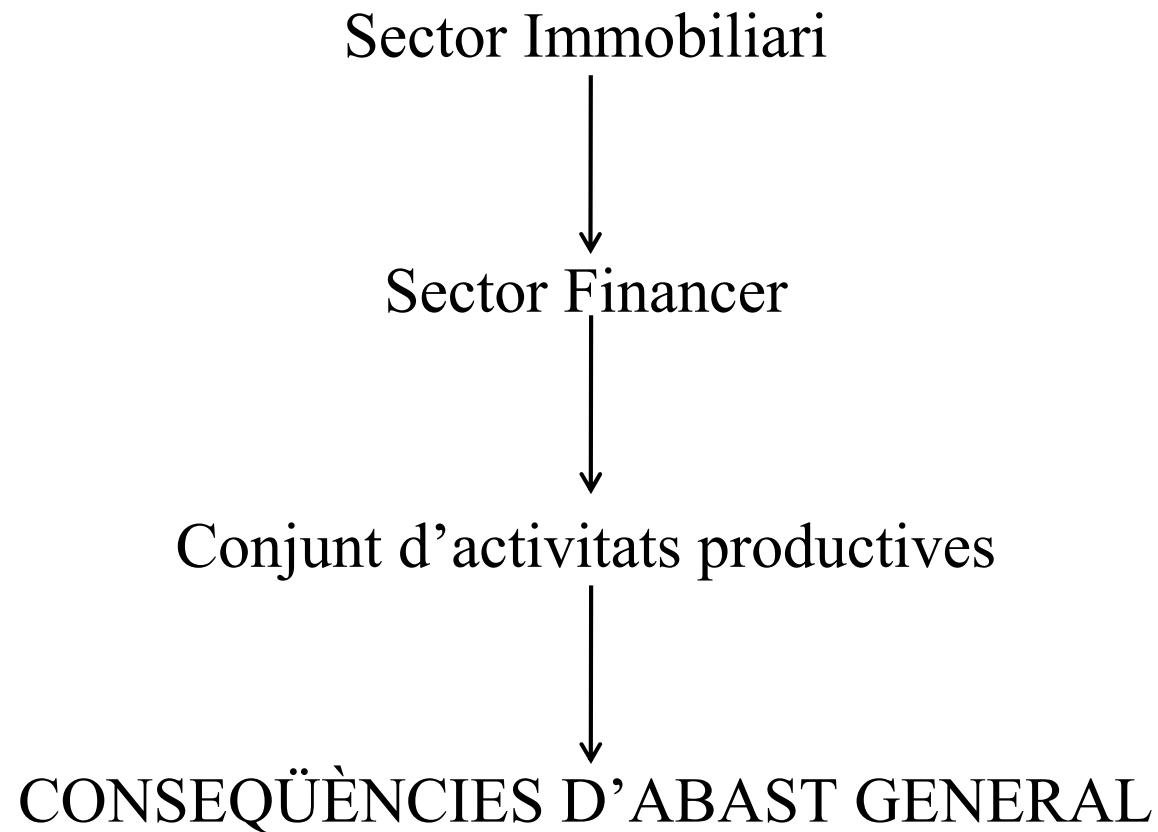 Sector Immobiliari
Sector Financer
Conjunt d’activitats productives
CONSEQÜÈNCIES D’ABAST GENERAL